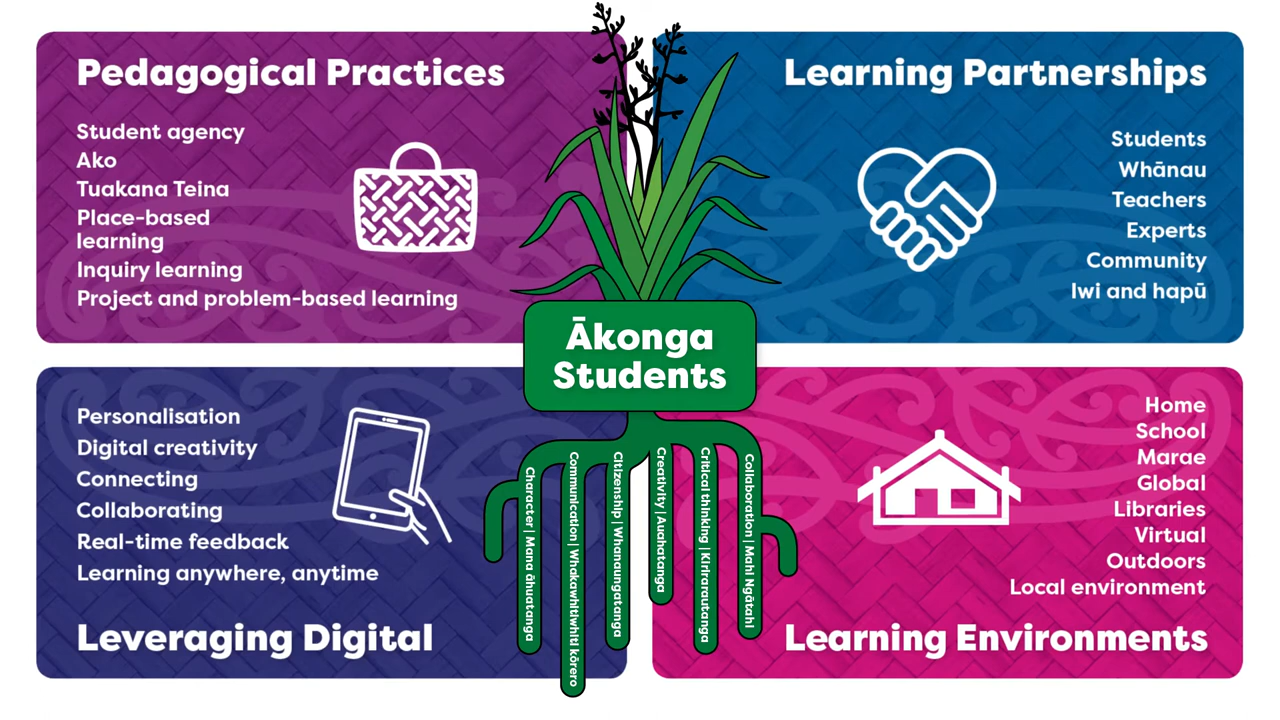 Pedagogical Practices
Student agency
Ako
Tuakana Teina
Place-based
learning
Inquiry learning
Project and problem-based learning
Learning Partnerships
Students
Whānau
Teachers
Experts
Community
Iwi and hapū
Ākonga
Students
Personalisation
Digital creativity
Connecting
Collaborating
Real-time feedback
Learning anywhere, anytime
Leveraging Digital
Character | Mana āhuatanga
Communication | Whakawhitiwhiti kōrero
Citizenship | Whanaungatanga
Creativity | Auahatanga
Critical thinking | Kirirarautanga
Collaboration | Mahi Ngātahi
Home
School
Marae
Global
Libraries
Virtual
Outdoors
Local environment
Learning Environments